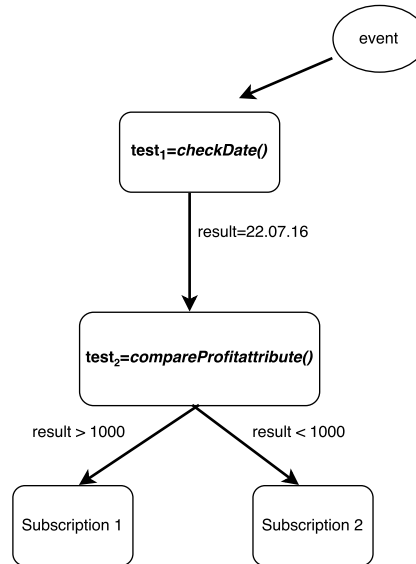 event
test₁=checkDate()
result=22.07.16
test₂=compareProfitattribute()
result > 1000
result < 1000
Subscription 1
Subscription 2